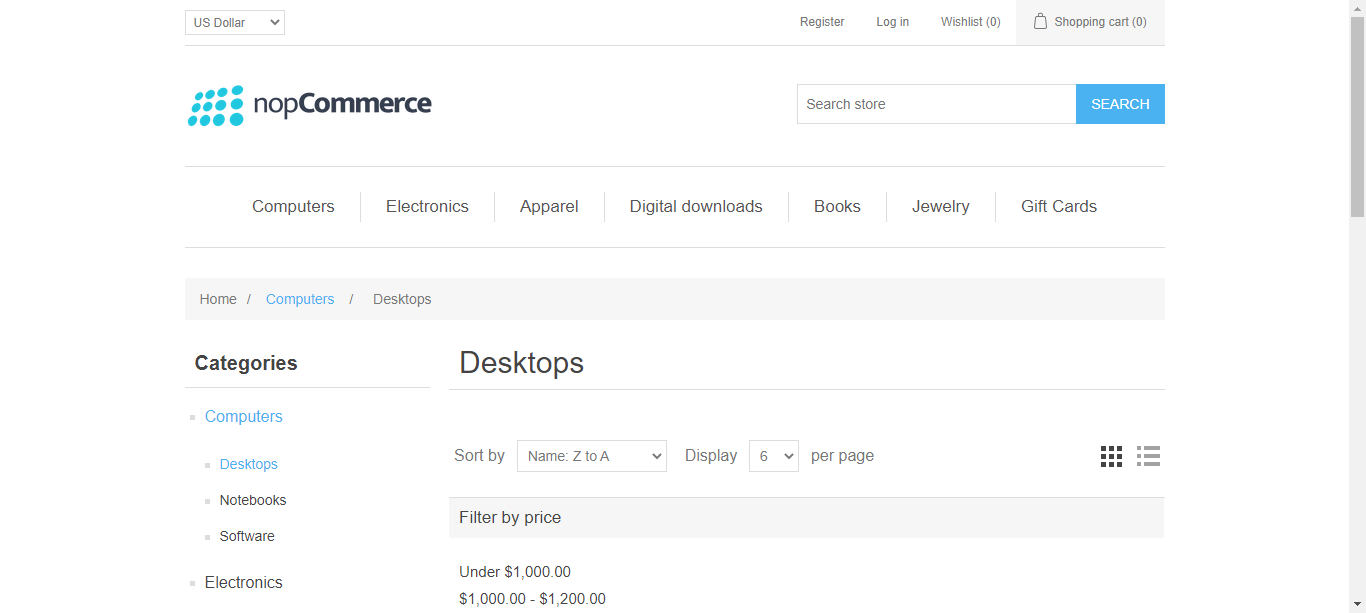 US Dollar Register Log in Wishlist (0) Shopping cart (0)
nopCommerce Search store SEARCH
Computers Electronics Apparel Digital downloads Books Jewelry Gift Cards
Home / Computers / Desktops
Categories
Computers
Desktops
Notebooks
Software
Electronics
Desktops
Sort by Name: Z to A Display 6 per page
Filter by price
Under $1,000.00
$1,000.00 - $1,200.00